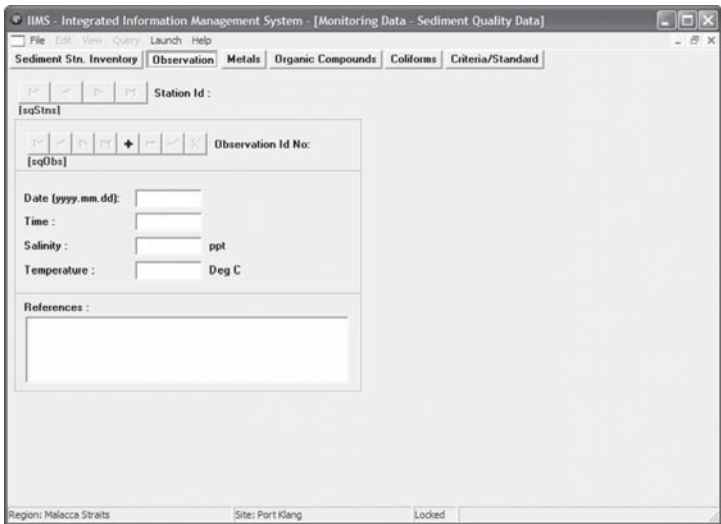 IIMS - Integrated Information Management System - [Monitoring Data - Sediment Quality Data]
File Edit View Query Launch Help
Sediment Stn. Inventory Observation Metals Organic Compounds Coliforms Criteria/Standard
Station Id :
[sqStns]
Observation Id No:
[sqObs]
Date (yyyy.mm.dd):
Time :
Salinity : ppt
Temperature : Deg C
References :
Region: Malacca Straits Site: Port Klang Locked